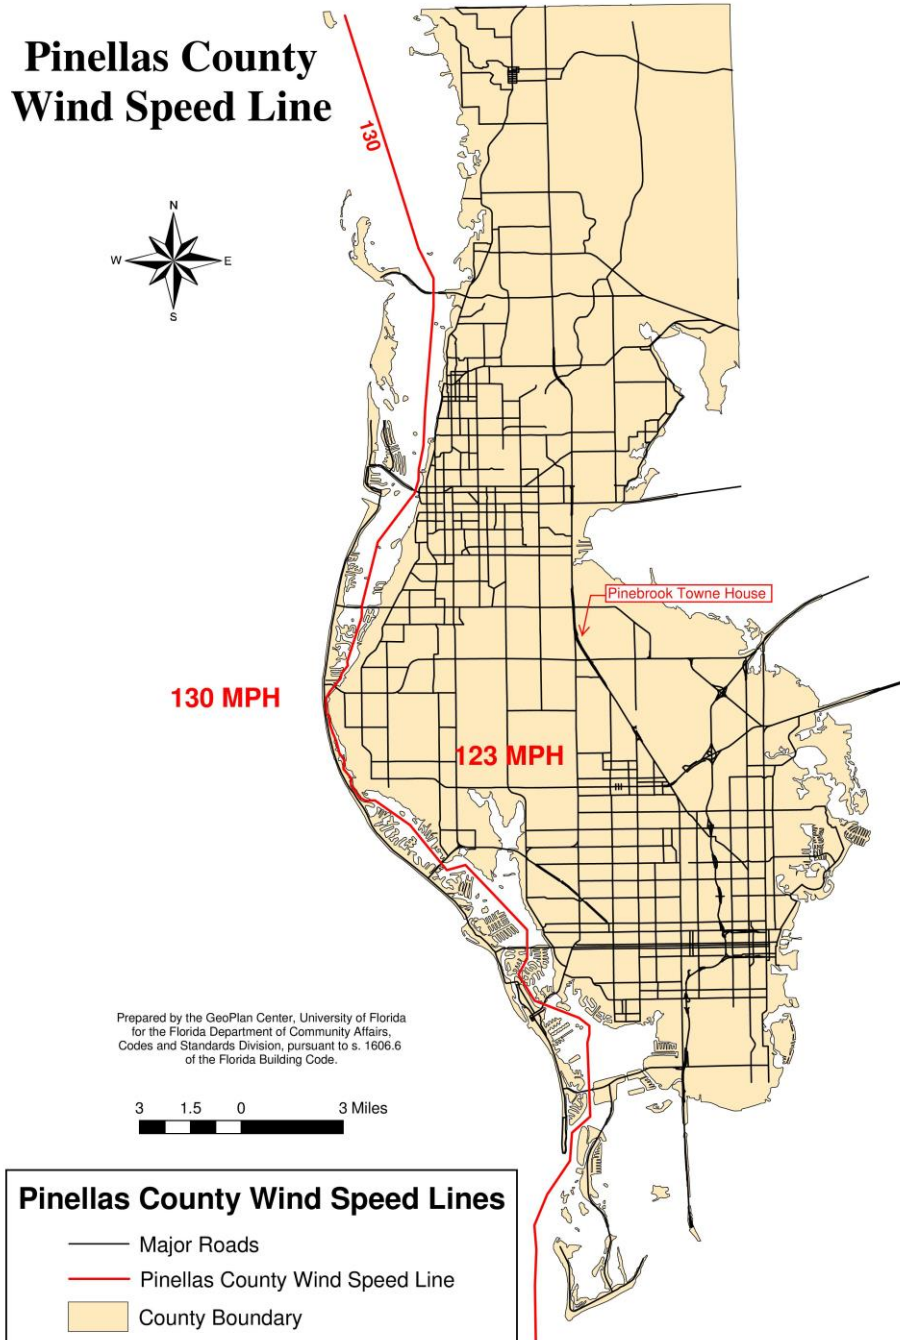 Pinellas County
Wind Speed Line
130
N
W
E
S
Pinebrook Towne House
130 MPH
123 MPH
Prepared by the GeoPlan Center, University of Florida
for the Florida Department of Community Affairs,
Codes and Standards Division, pursuant to s. 1606.6
of the Florida Building Code.
3 1.5 0 3 Miles
Pinellas County Wind Speed Lines
Major Roads
Pinellas County Wind Speed Line
County Boundary